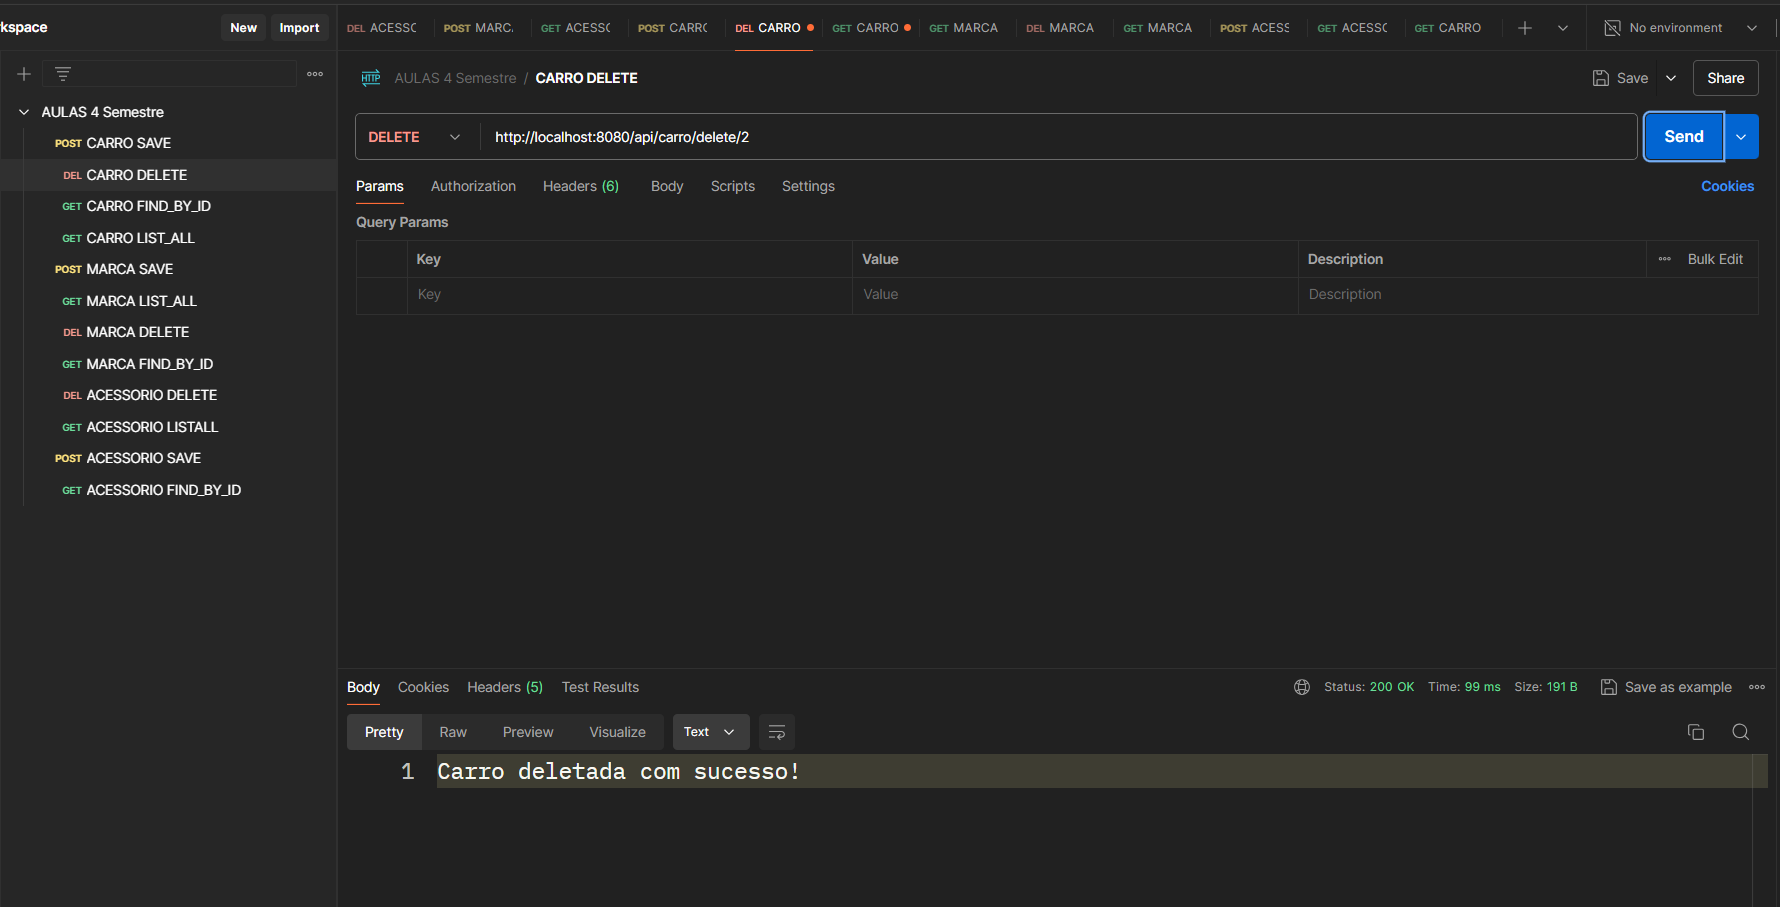 kspace New Import
DEL ACESSO POST MARC. GET ACESSO POST CARRO DEL CARRO GET CARRO GET MARCA DEL MARCA GET MARCA POST ACESS GET ACESSO GET CARRO No environment
AULAS 4 Semestre
POST CARRO SAVE
DEL CARRO DELETE
GET CARRO FIND_BY_ID
GET CARRO LIST_ALL
POST MARCA SAVE
GET MARCA LIST_ALL
DEL MARCA DELETE
GET MARCA FIND_BY_ID
DEL ACESSORIO DELETE
GET ACESSORIO LISTALL
POST ACESSORIO SAVE
GET ACESSORIO FIND_BY_ID
HTTP AULAS 4 Semestre / CARRO DELETE Save Share
DELETE http://localhost:8080/api/carro/delete/2 Send
Params Authorization Headers (6) Body Scripts Settings Cookies
Query Params
Key Value Description Bulk Edit
Key Value Description
Body Cookies Headers (5) Test Results Status: 200 OK Time: 99 ms Size: 191 B Save as example
Pretty Raw Preview Visualize Text
1 Carro deletada com sucesso!